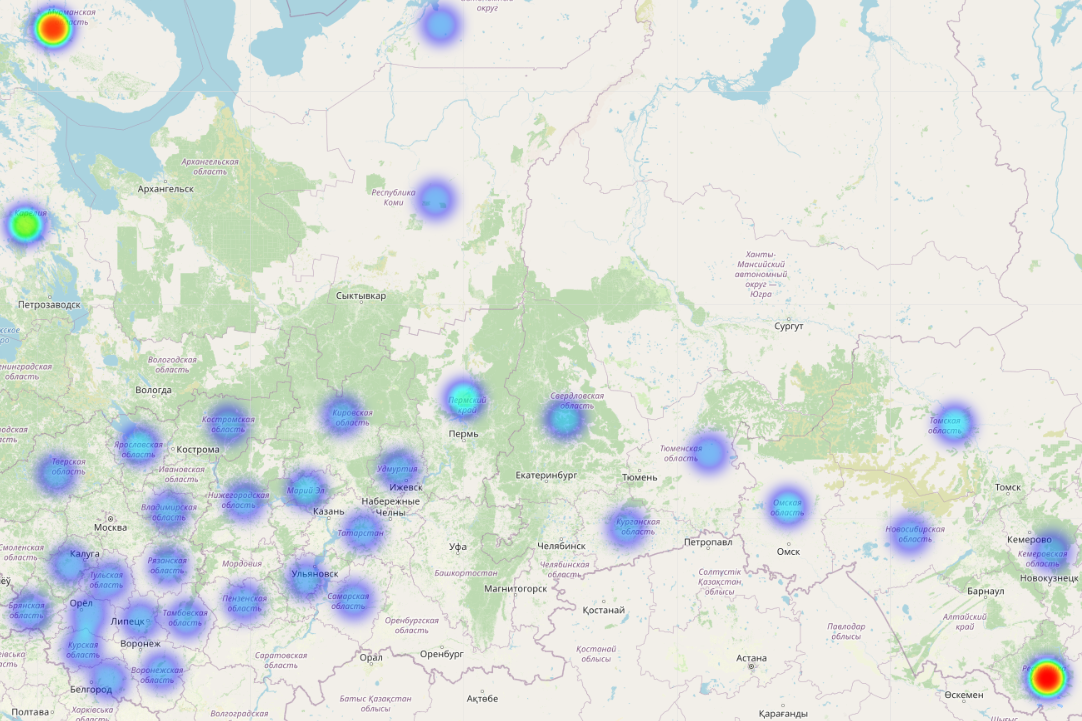 Мурманская
область
округ
Архангельская
область
Архангельск
Республика
Коми
Карелия
Ханты-
Мансийский
автономный
округ —
Югра
Сыктывкар
Петрозаводск
Сургут
Вологодская
область
область
Вологда
Пермский
край
Свердловская
область
Кировская
область
Костромская
область
Томская
область
Пермь
Ярославская
область
Кострома
Тюменская
область
Тверская
область
Ивановская
область
Удмуртия
Екатеринбург
Тюмень
Ижевск
Томск
Марий Эл
Нижегородская
область
Набережные
Челны
Омская
область
Владимирская
область
Казань
Москва
Курганская
область
Татарстан
Новосибирская
область
Кемерово
Петропавл
Уфа
Челябинск
Омск
Калуга
область
Кемеровская
область
Рязанская
область
Мордовия
Ульяновск
Башкортостан
Челябинская
область
Солтүстік
Қазақстан
облысы
Новокузнецк
Тульская
область
Магнитогорск
Барнаул
Орёл
Брянская
область
Пензенская
область
Самарская
область
Қостанай
Тамбовская
область
Липецк
Оренбургская
область
Павлодар
облысы
Алтайский
край
Воронеж
Курская
область
Қостанай
облысы
Орал
Оренбург
Саратовская
область
Астана
Воронежская
область
Белгород
Батыс Қазақстан
облысы
Ақтөбе
Өскемен
Полтава
Харківська
область
Волгоградская
Қарағанды